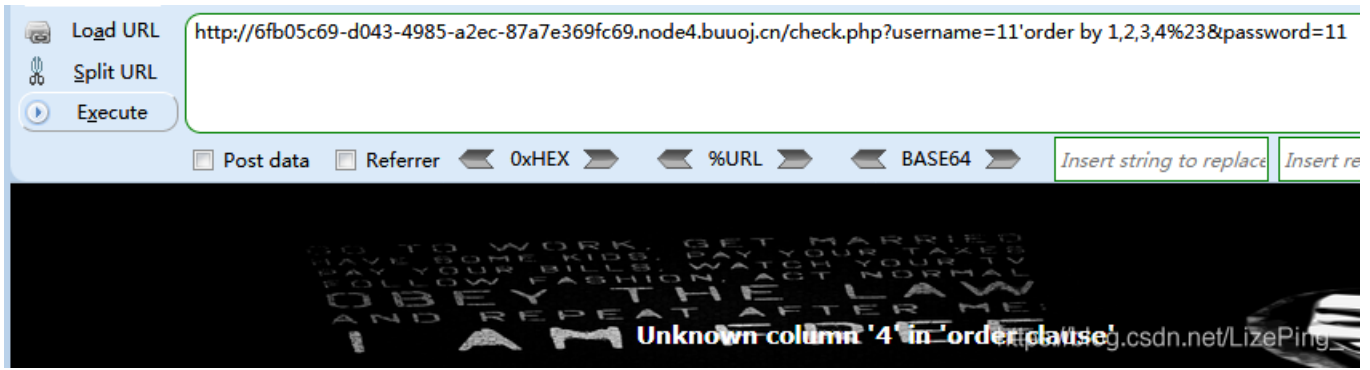 Load URL
http://6fb05c69-d043-4985-a2ec-87a7e369fc69.node4.buuoj.cn/check.php?username=11'order by 1,2,3,4%23&password=11
Split URL
Execute
Post data Referrer 0xHEX %URL BASE64 Insert string to replace Insert re
GO TO WORK. GET MARRIED
HAVE SOME KIDS. PAY YOUR TAXES
PAY YOUR BILLS. WATCH YOUR TV
FOLLOW FASHION, ACT NORMAL
OBEY THE LAW
AND REPEAT AFTER ME:
I AM FREE
Unknown column '4' in 'order clause'
https://blog.csdn.net/LizePing_